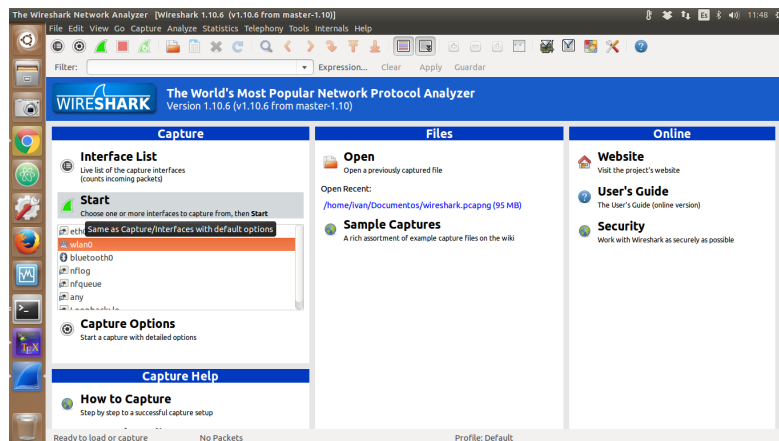 The Wireshark Network Analyzer [Wireshark 1.10.6 (v1.10.6 from master-1.10)]
Es
11:48
File Edit View Go Capture Analyze Statistics Telephony Tools Internals Help
Filter:
Expression... Clear Apply Guardar
WIRESHARK
The World's Most Popular Network Protocol Analyzer
Version 1.10.6 (v1.10.6 from master-1.10)
Capture
Interface List
Live list of the capture interfaces
(counts incoming packets)
Start
Choose one or more interfaces to capture from, then Start
Same as Capture/Interfaces with default options
wlan0
bluetooth0
nflog
nfqueue
any
Capture Options
Start a capture with detailed options
Capture Help
How to Capture
Step by step to a successful capture setup
Files
Open
Open a previously captured file
Open Recent:
/home/ivan/Documentos/wireshark.pcapng (95 MB)
Sample Captures
A rich assortment of example capture files on the wiki
Online
Website
Visit the project's website
User's Guide
The User's Guide (online version)
Security
Work with Wireshark as securely as possible
TEX
Ready to load or capture
No Packets
Profile: Default